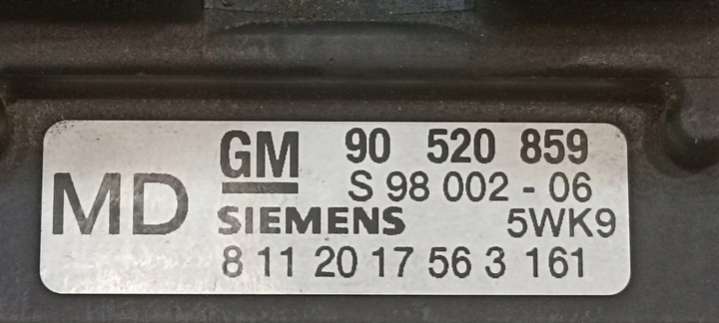 MD
GM 90 520 859
S 98 002 - 06
SIEMENS 5WK9
8 11 20 17 56 3 161